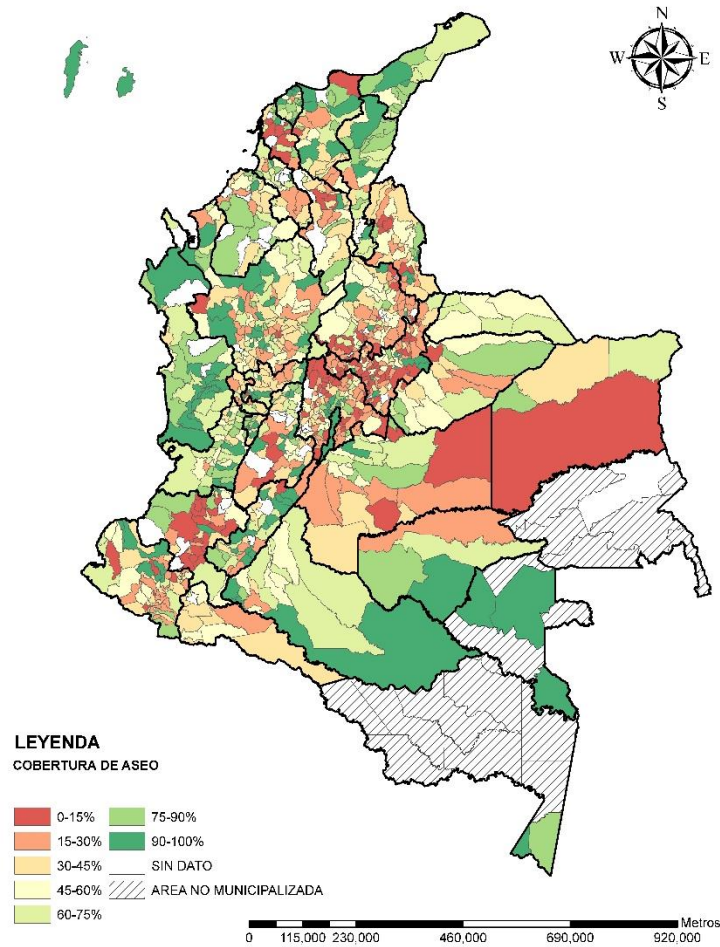 N
W E
S
LEYENDA
COBERTURA DE ASEO
0-15%
15-30%
30-45%
45-60%
60-75%
75-90%
90-100%
SIN DATO
AREA NO MUNICIPALIZADA
Metros
0 115,000 230,000 460,000 690,000 920,000